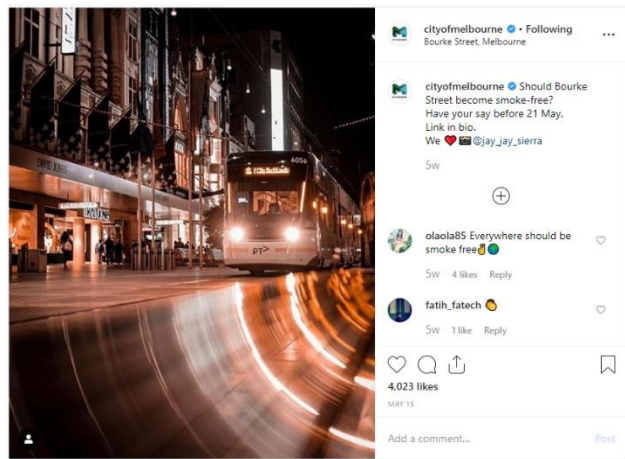 cityofmelbourne • Following
Bourke Street, Melbourne
cityofmelbourne Should Bourke
Street become smoke-free?
Have your say before 21 May.
Link in bio.
We ❤️📷@jay_jay_sierra
5w
olaola85 Everywhere should be
smoke free✌🌏
5w 4 likes Reply
fatih_fatech 👏
5w 1 like Reply
4,023 likes
MAY 15
Add a comment... Post
DAVID JONES
6056
PT>